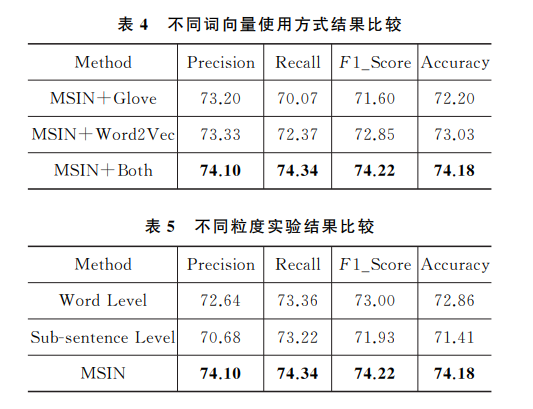 表 4 不同词向量使用方式结果比较
Method Precision Recall F1_Score Accuracy
MSIN+Glove 73.20 70.07 71.60 72.20
MSIN+Word2Vec 73.33 72.37 72.85 73.03
MSIN+Both 74.10 74.34 74.22 74.18
表 5 不同粒度实验结果比较
Method Precision Recall F1_Score Accuracy
Word Level 72.64 73.36 73.00 72.86
Sub-sentence Level 70.68 73.22 71.93 71.41
MSIN 74.10 74.34 74.22 74.18